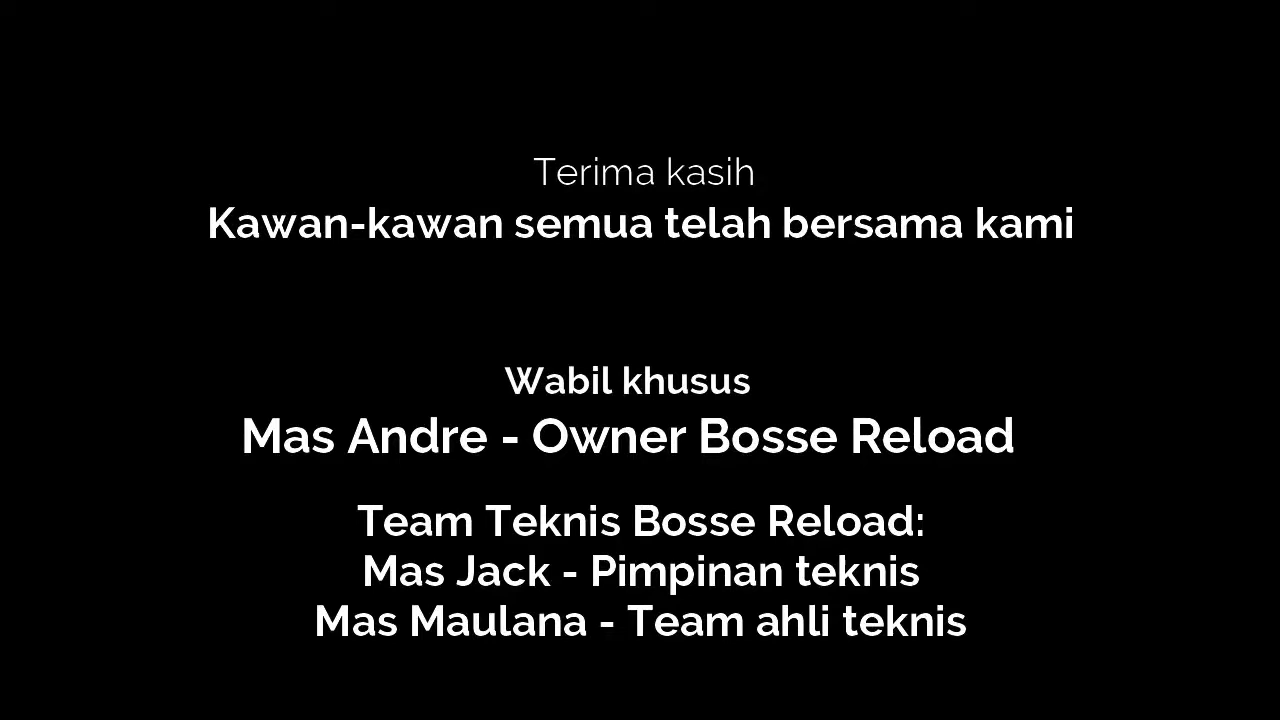 Terima kasih
Kawan-kawan semua telah bersama kami
Wabil khusus
Mas Andre - Owner Bosse Reload
Team Teknis Bosse Reload:
Mas Jack - Pimpinan teknis
Mas Maulana - Team ahli teknis